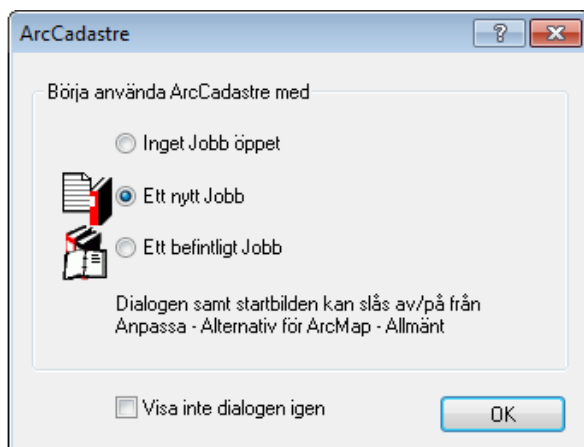 ArcCadastre
Börja använda ArcCadastre med
Inget Jobb öppet
Ett nytt Jobb
Ett befintligt Jobb
Dialogen samt startbilden kan slås av/på från
Anpassa - Alternativ för ArcMap - Allmänt
Visa inte dialogen igen
OK